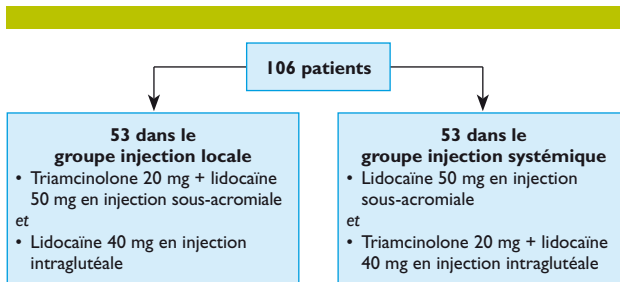 106 patients
53 dans le
groupe injection locale
• Triamcinolone 20 mg + lidocaïne
50 mg en injection sous-acromiale
et
• Lidocaïne 40 mg en injection
intraglutéale
53 dans le
groupe injection systémique
• Lidocaïne 50 mg en injection
sous-acromiale
et
• Triamcinolone 20 mg + lidocaïne
40 mg en injection intraglutéale